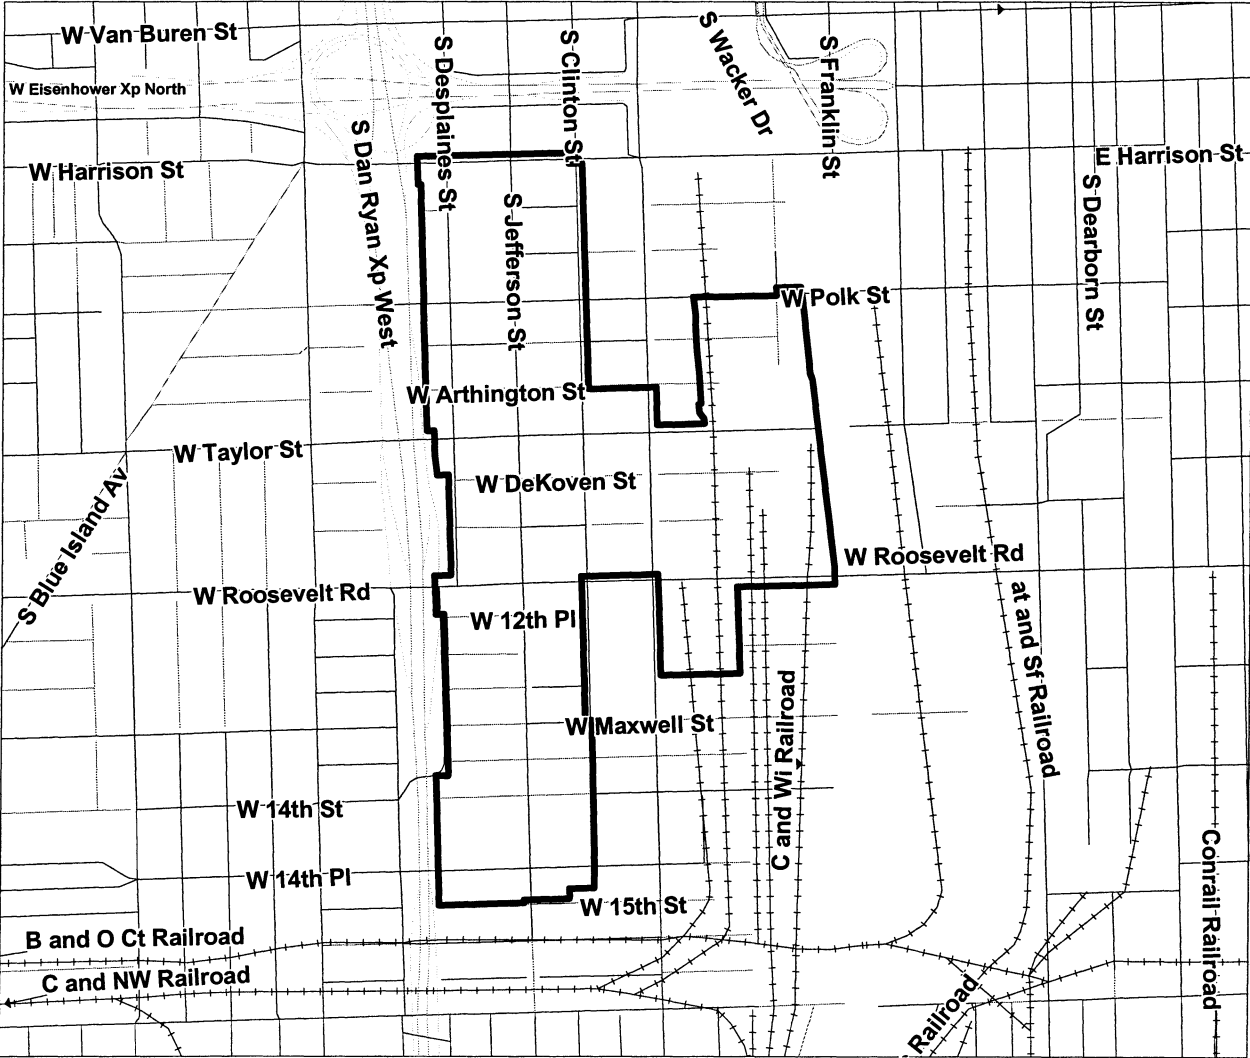 W Van Buren St
W Eisenhower Xp North
W Harrison St
S Dan Ryan Xp West
S Desplaines St
S Clinton St
S Jefferson St
S Wacker Dr
S Franklin St
E Harrison St
S Dearborn St
W Polk St
W Arthington St
W Taylor St
W DeKoven St
S Blue Island Av
W Roosevelt Rd
W Roosevelt Rd
W 12th Pl
at and Sf Railroad
W Maxwell St
C and Wi Railroad
W 14th St
W 14th Pl
W 15th St
Conrail Railroad
B and O Ct Railroad
C and NW Railroad
Railroad